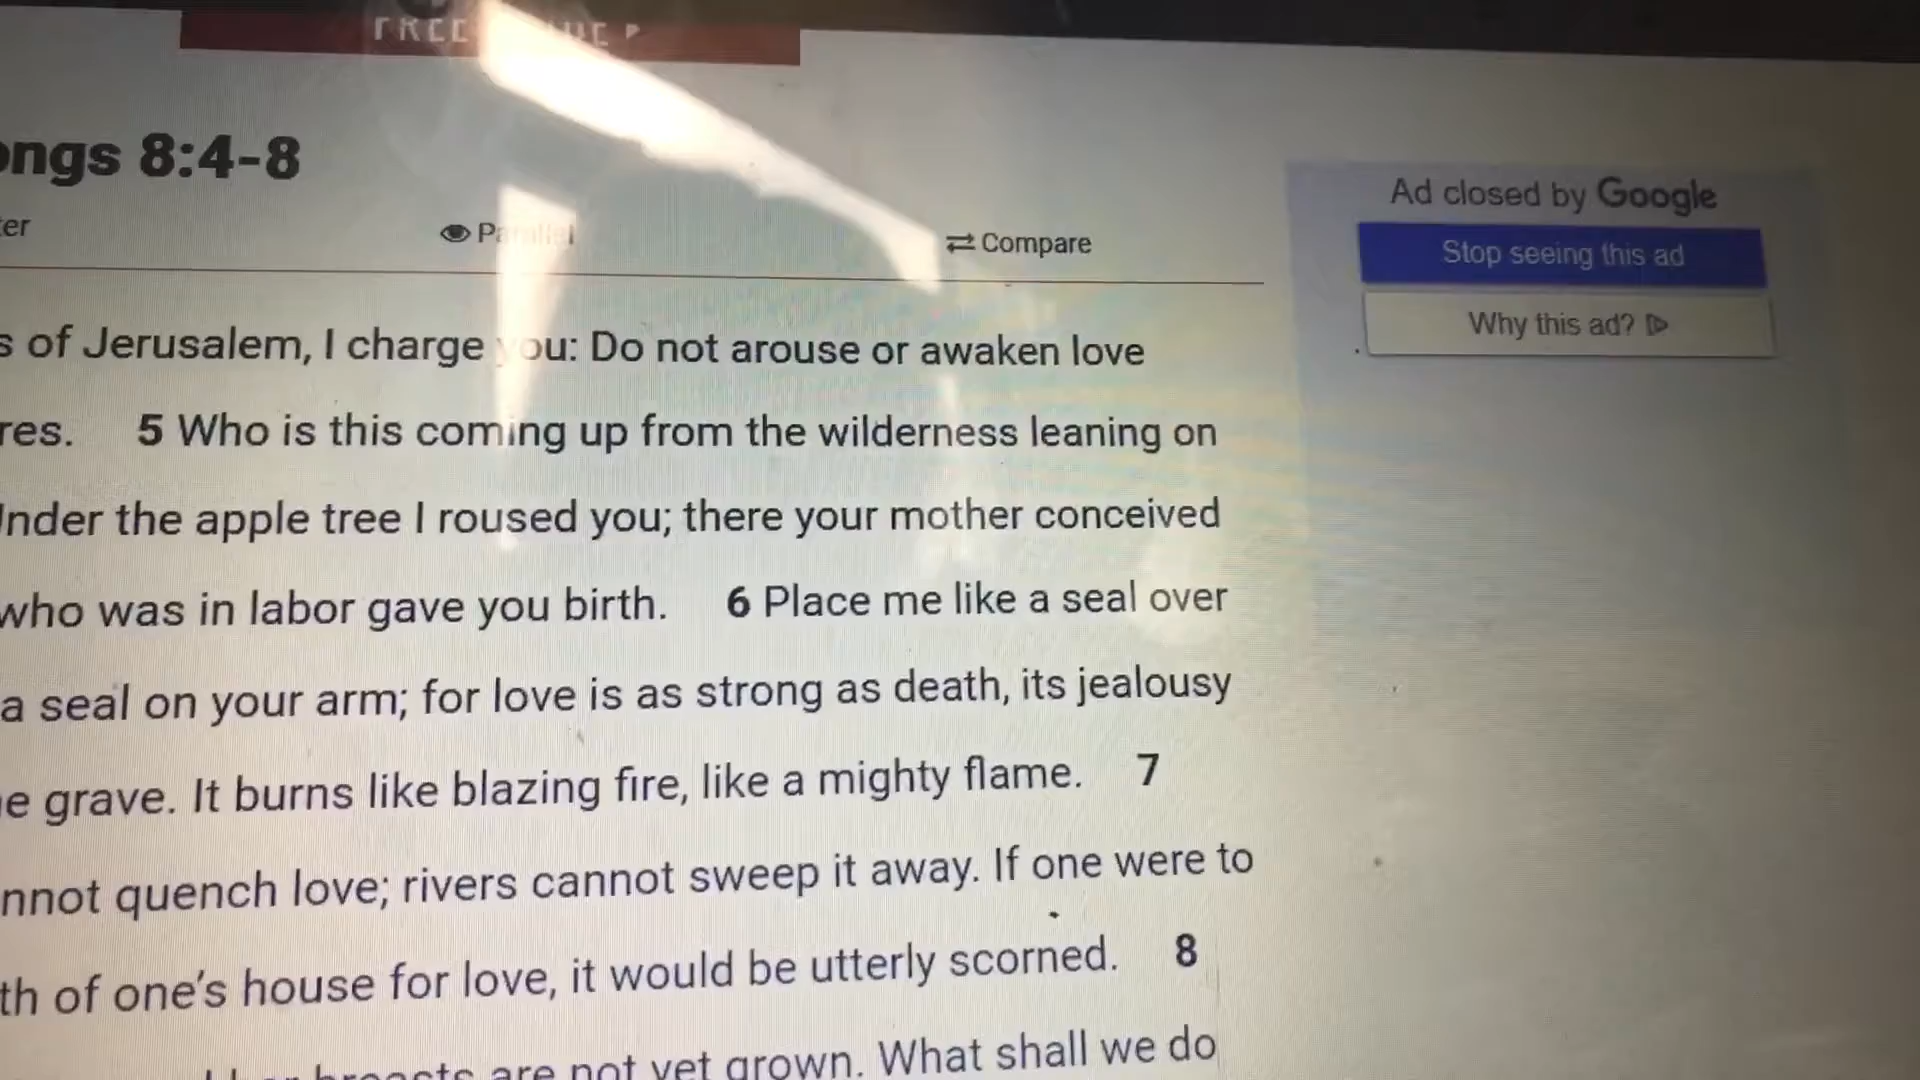 FREE
ongs 8:4-8
er
Parallel
Compare
Ad closed by Google
Stop seeing this ad
Why this ad?
s of Jerusalem, I charge you: Do not arouse or awaken love
res. 5 Who is this coming up from the wilderness leaning on
Under the apple tree I roused you; there your mother conceived
who was in labor gave you birth. 6 Place me like a seal over
a seal on your arm; for love is as strong as death, its jealousy
e grave. It burns like blazing fire, like a mighty flame. 7
nnot quench love; rivers cannot sweep it away. If one were to
th of one's house for love, it would be utterly scorned. 8
breasts are not yet grown. What shall we do